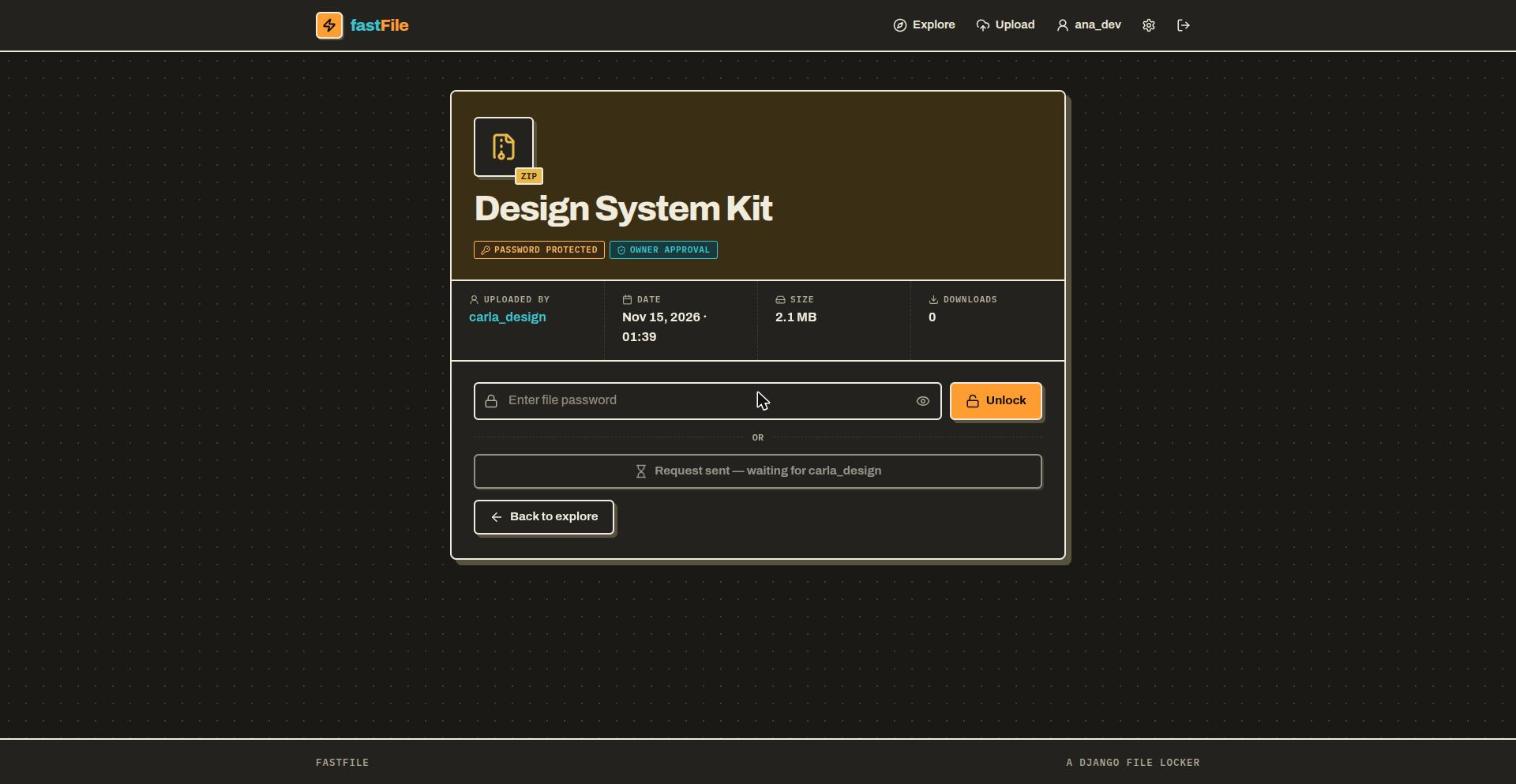 fastFile
Explore
Upload
ana_dev
ZIP
Design System Kit
PASSWORD PROTECTED
OWNER APPROVAL
UPLOADED BY
carla_design
DATE
Nov 15, 2026 ·
01:39
SIZE
2.1 MB
DOWNLOADS
0
Enter file password
Unlock
OR
Request sent — waiting for carla_design
Back to explore
FASTFILE
A DJANGO FILE LOCKER